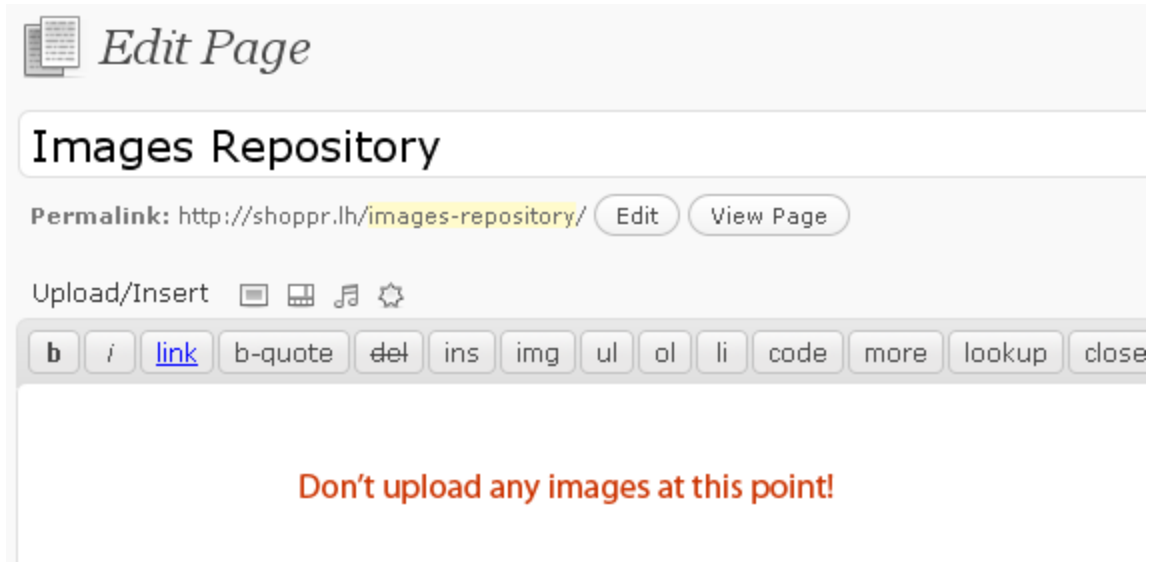 Edit Page
Images Repository
Permalink: http://shoppr.lh/images-repository/ Edit View Page
Upload/Insert
b i link b-quote del ins img ul ol li code more lookup close
Don't upload any images at this point!